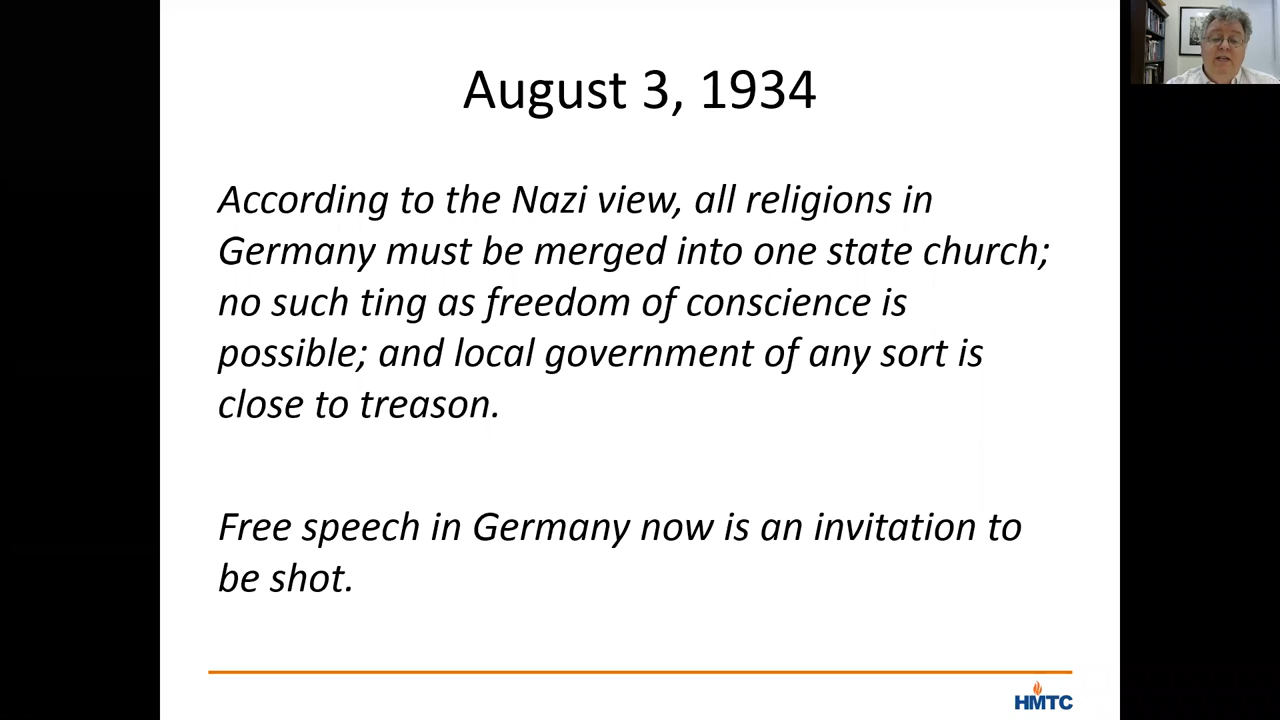 August 3, 1934
According to the Nazi view, all religions in
Germany must be merged into one state church;
no such ting as freedom of conscience is
possible; and local government of any sort is
close to treason.
Free speech in Germany now is an invitation to
be shot.
HMTC